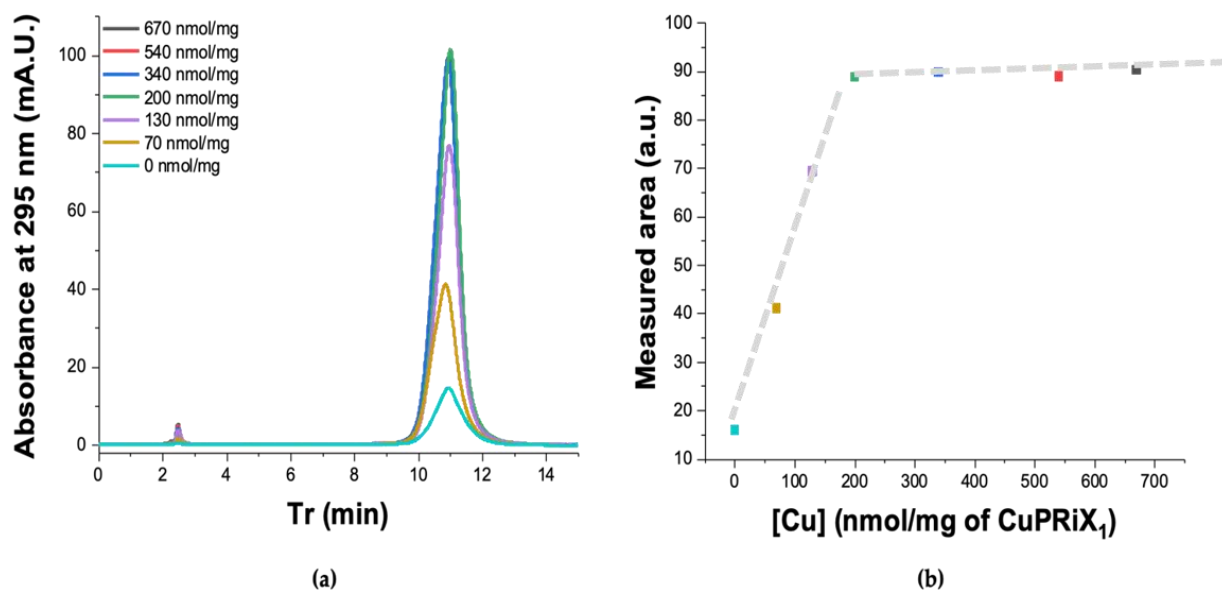 670 nmol/mg
540 nmol/mg
340 nmol/mg
200 nmol/mg
130 nmol/mg
70 nmol/mg
0 nmol/mg
Absorbance at 295 nm (mA.U.)
100
80
60
40
20
0
0 2 4 6 8 10 12 14
Tr (min)
(a)
Measured area (a.u.)
100
90
80
70
60
50
40
30
20
10
0 100 200 300 400 500 600 700
[Cu] (nmol/mg of CuPRiX₁)
(b)